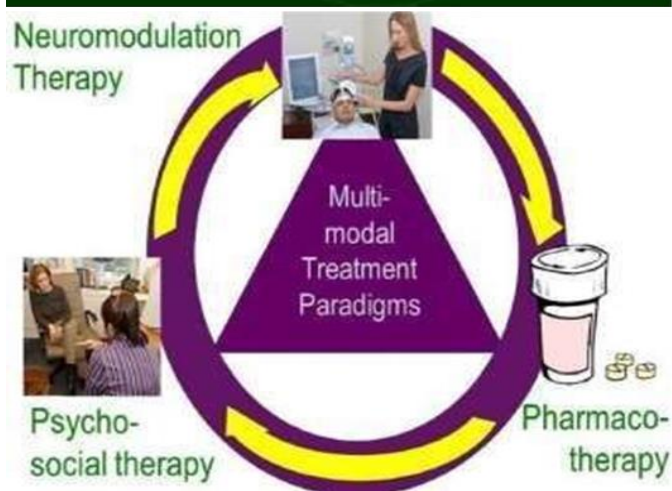 Neuromodulation
Therapy
Multi-
modal
Treatment
Paradigms
Psycho-
social therapy
Pharmaco-
therapy